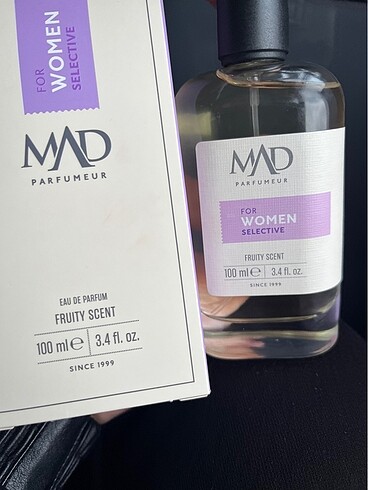 FOR
WOMEN
SELECTIVE
MAD
PARFUMEUR
EAU DE PARFUM
FRUITY SCENT
100 ml ℮ 3.4 fl. oz.
SINCE 1999
MAD
PARFUMEUR
FOR
WOMEN
SELECTIVE
FRUITY SCENT
100 ml ℮ 3.4 fl. oz.
SINCE 1999